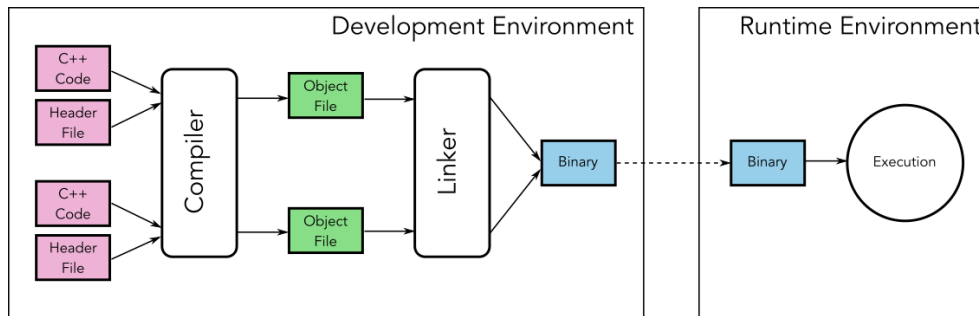 Development Environment
Runtime Environment
C++
Code
Header
File
C++
Code
Header
File
Compiler
Object
File
Object
File
Linker
Binary
Binary
Execution